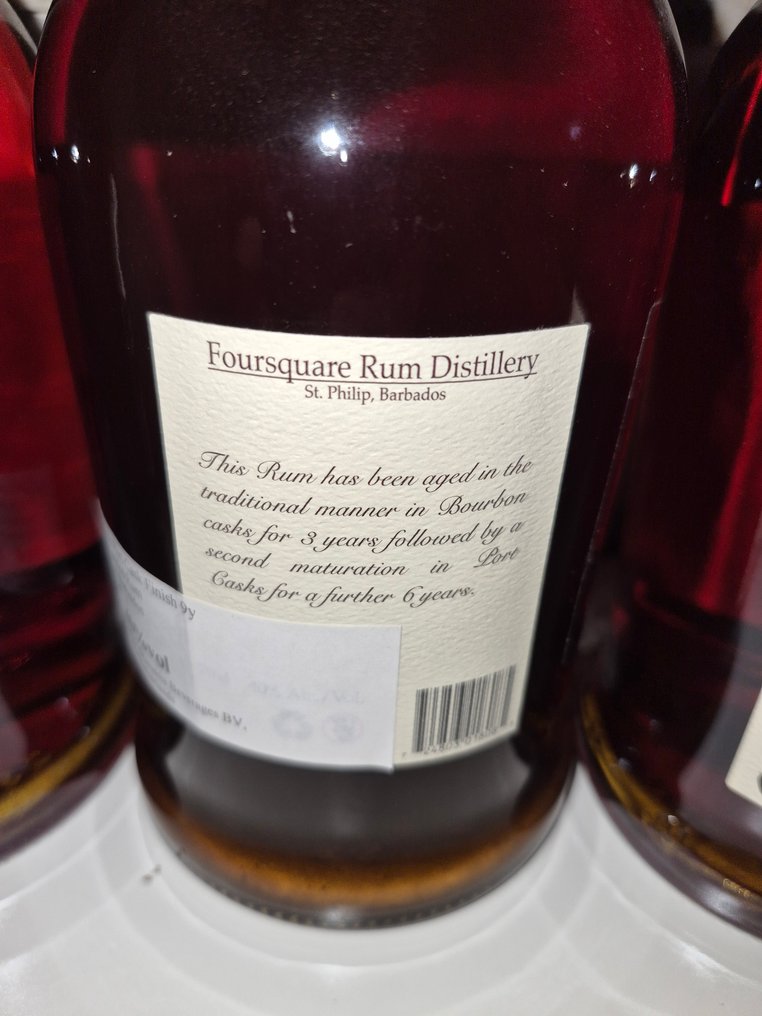 Foursquare Rum Distillery
St. Philip, Barbados
This Rum has been aged in the
traditional manner in Bourbon
casks for 3 years followed by a
second maturation in Port
Casks for a further 6 years.
Finish 9y
%vol
BV.